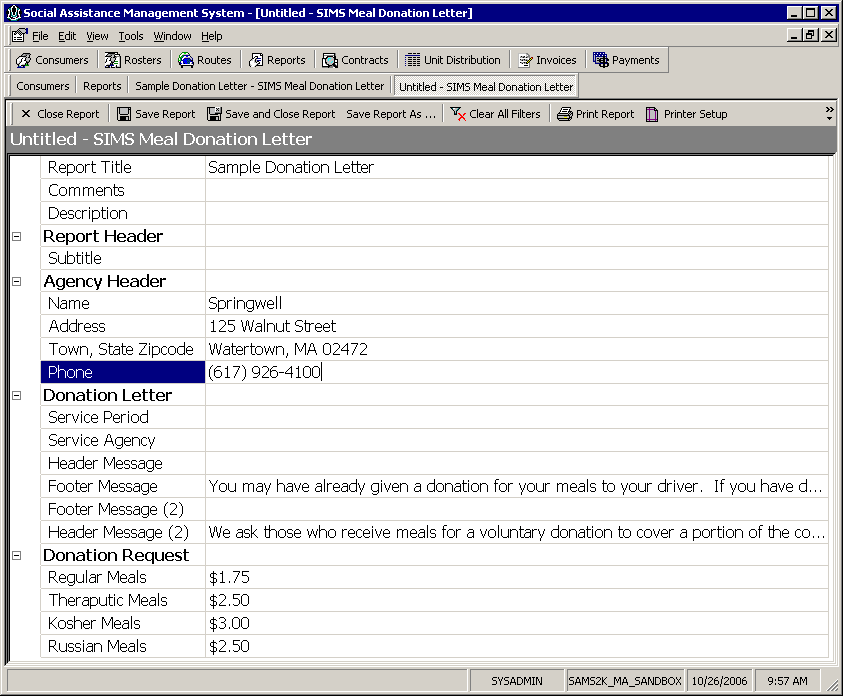 Social Assistance Management System - [Untitled - SIMS Meal Donation Letter]
File Edit View Tools Window Help
Consumers Rosters Routes Reports Contracts Unit Distribution Invoices Payments
Consumers Reports Sample Donation Letter - SIMS Meal Donation Letter Untitled - SIMS Meal Donation Letter
Close Report Save Report Save and Close Report Save Report As ... Clear All Filters Print Report Printer Setup
Untitled - SIMS Meal Donation Letter
Report Title Sample Donation Letter
Comments
Description
Report Header
Subtitle
Agency Header
Name Springwell
Address 125 Walnut Street
Town, State Zipcode Watertown, MA 02472
Phone (617) 926-4100
Donation Letter
Service Period
Service Agency
Header Message
Footer Message You may have already given a donation for your meals to your driver.  If you have d...
Footer Message (2)
Header Message (2) We ask those who receive meals for a voluntary donation to cover a portion of the co...
Donation Request
Regular Meals $1.75
Theraputic Meals $2.50
Kosher Meals $3.00
Russian Meals $2.50
SYSADMIN SAMS2K_MA_SANDBOX 10/26/2006 9:57 AM